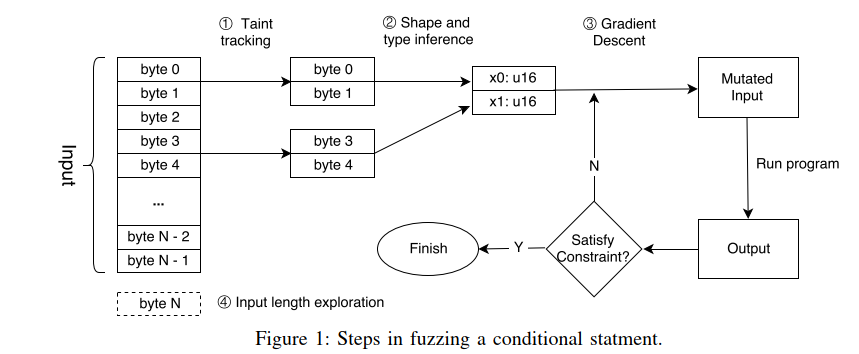 ① Taint
tracking
② Shape and
type inference
③ Gradient
Descent
Input
byte 0
byte 1
byte 2
byte 3
byte 4
...
byte N - 2
byte N - 1
byte 0
byte 1
byte 3
byte 4
x0: u16
x1: u16
Mutated
Input
Run program
N
Finish
Y
Satisfy
Constraint?
Output
byte N
④ Input length exploration
Figure 1: Steps in fuzzing a conditional statment.